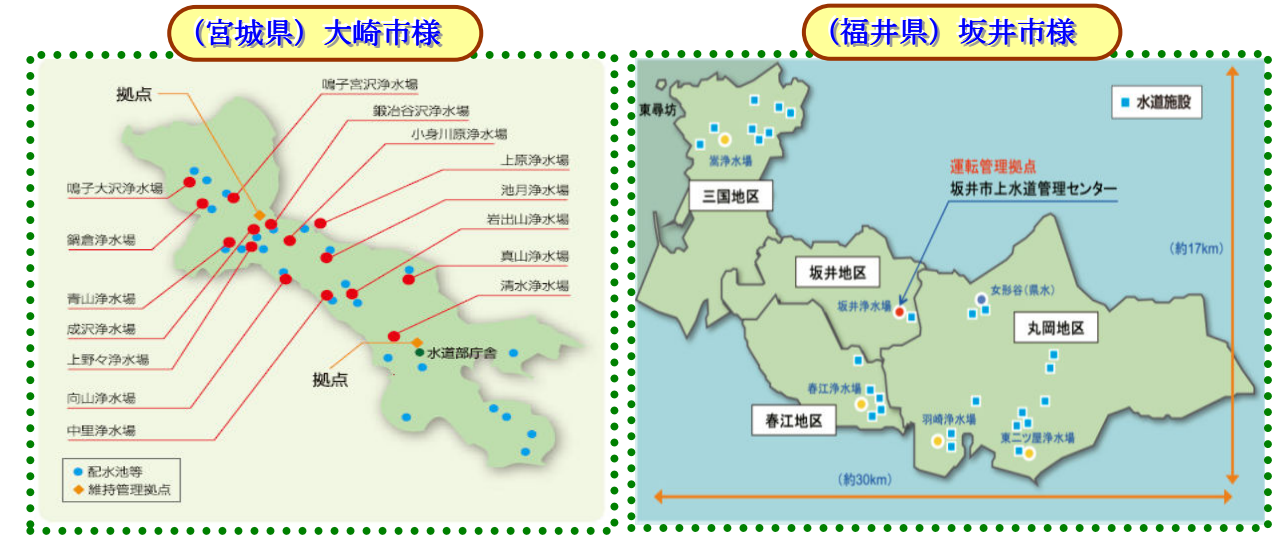 （宮城県）大崎市様
拠点
鳴子宮沢浄水場
鍛冶谷沢浄水場
小身川原浄水場
上原浄水場
池月浄水場
岩出山浄水場
真山浄水場
清水浄水場
鳴子大沢浄水場
鍋倉浄水場
青山浄水場
成沢浄水場
上野々浄水場
向山浄水場
中里浄水場
水道部庁舎
拠点
配水池等
維持管理拠点
（福井県）坂井市様
東尋坊
水道施設
嵩浄水場
三国地区
運転管理拠点
坂井市上水道管理センター
（約17km）
坂井地区
坂井浄水場
女形谷（県水）
丸岡地区
春江浄水場
春江地区
羽崎浄水場
東二ツ屋浄水場
（約30km）